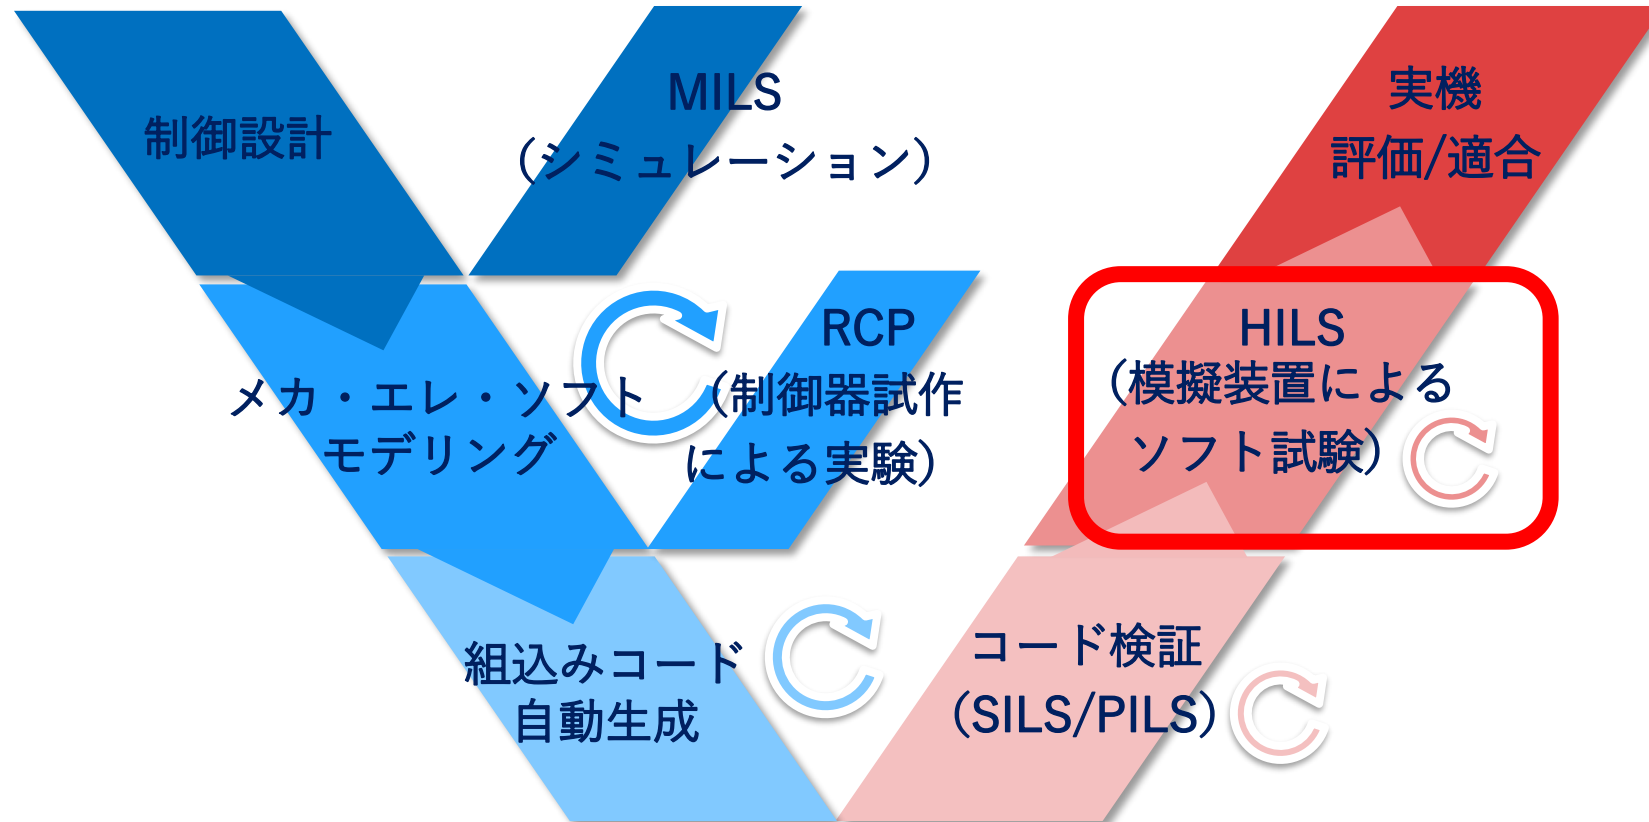 制御設計
MILS
（シミュレーション）
メカ・エレ・ソフト
モデリング
RCP
（制御器試作
による実験）
組込みコード
自動生成
コード検証
（SILS/PILS）
HILS
（模擬装置による
ソフト試験）
実機
評価/適合